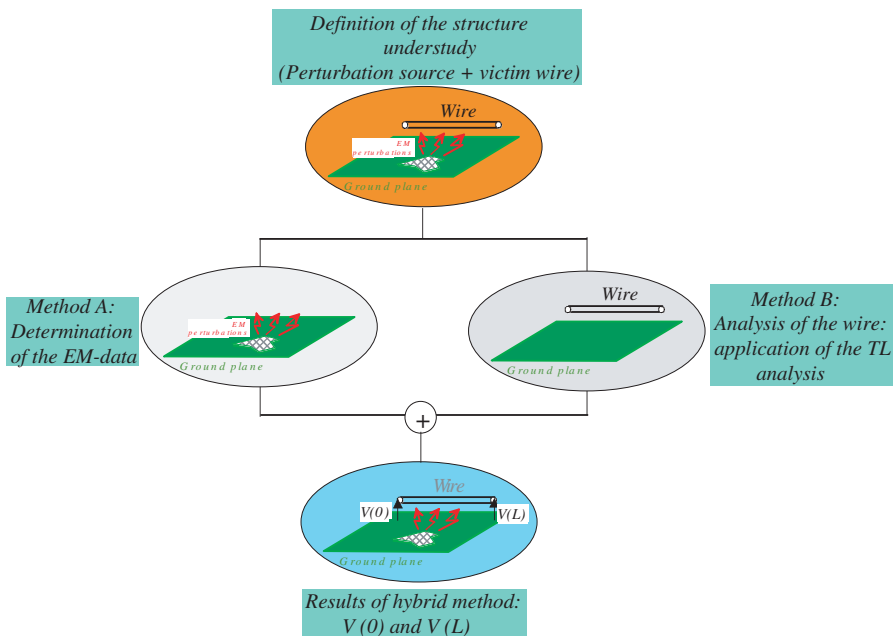 Definition of the structure
understudy
(Perturbation source + victim wire)
Wire
EM
perturbations
Ground plane
Method A:
Determination
of the EM-data
EM
perturbations
Ground plane
Wire
Ground plane
Method B:
Analysis of the wire:
application of the TL
analysis
+
Wire
V(0)
V(L)
Ground plane
Results of hybrid method:
V (0) and V (L)